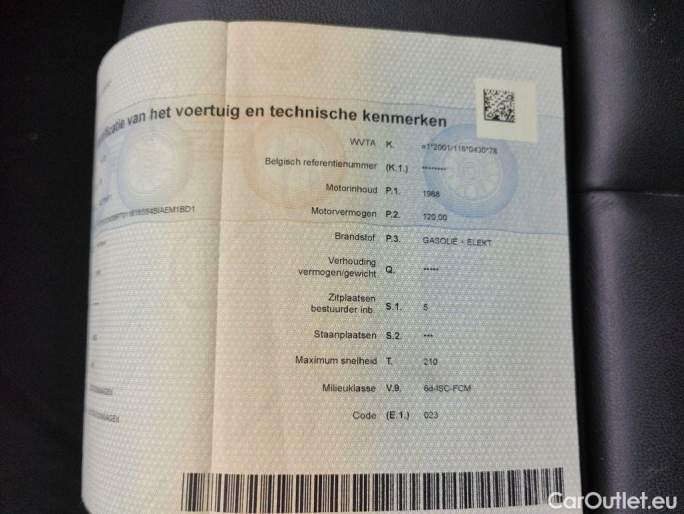 van het voertuig en technische kenmerken
WVTA K. e1*2001/116*0430*78
Belgisch referentienummer (K.1.) ********
Motorinhoud P.1. 1968
Motorvermogen P.2. 120,00
Brandstof P.3. GASOLIE + ELEKT
Verhouding
vermogen/gewicht Q. *****
Zitplaatsen
bestuurder inb. S.1. 5
Staanplaatsen S.2. ***
Maximum snelheid T. 210
Milieuklasse V.9. 6d-ISC-FCM
Code (E.1.) 023
CarOutlet.eu